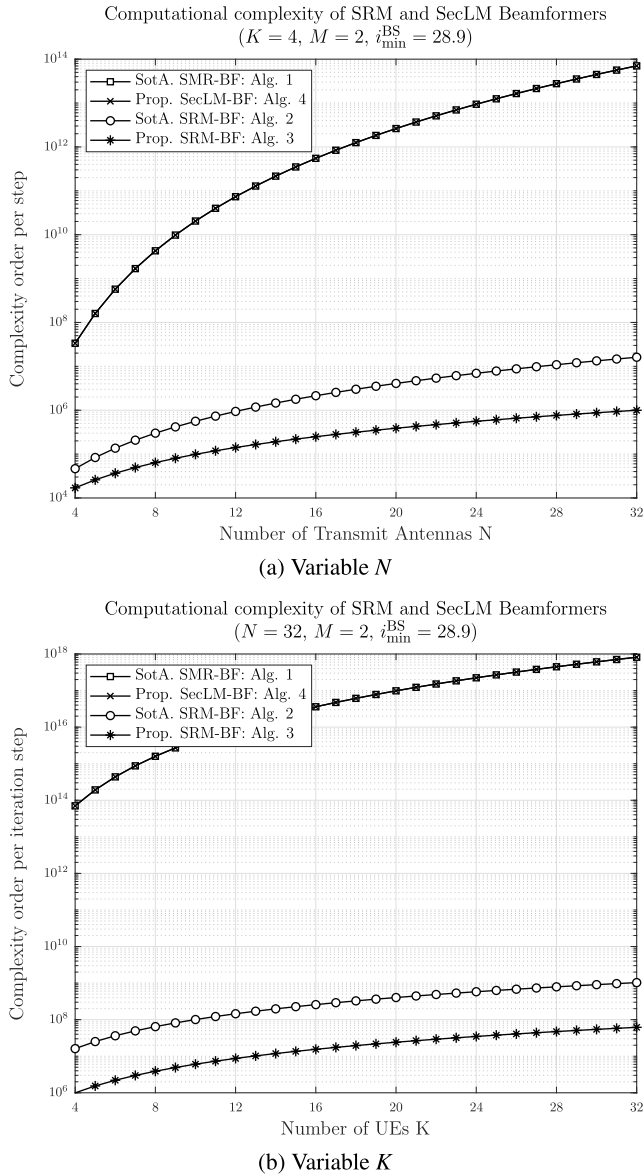 Computational complexity of SRM and SecLM Beamformers
(K = 4, M = 2, i_min^BS = 28.9)
10^14
SotA. SMR-BF: Alg. 1
Prop. SecLM-BF: Alg. 4
SotA. SRM-BF: Alg. 2
Prop. SRM-BF: Alg. 3
10^12
10^10
10^8
10^6
10^4
Complexity order per step
4 8 12 16 20 24 28 32
Number of Transmit Antennas N
(a) Variable N
Computational complexity of SRM and SecLM Beamformers
(N = 32, M = 2, i_min^BS = 28.9)
10^18
SotA. SMR-BF: Alg. 1
Prop. SecLM-BF: Alg. 4
SotA. SRM-BF: Alg. 2
Prop. SRM-BF: Alg. 3
10^16
10^14
10^12
10^10
10^8
10^6
Complexity order per iteration step
4 8 12 16 20 24 28 32
Number of UEs K
(b) Variable K